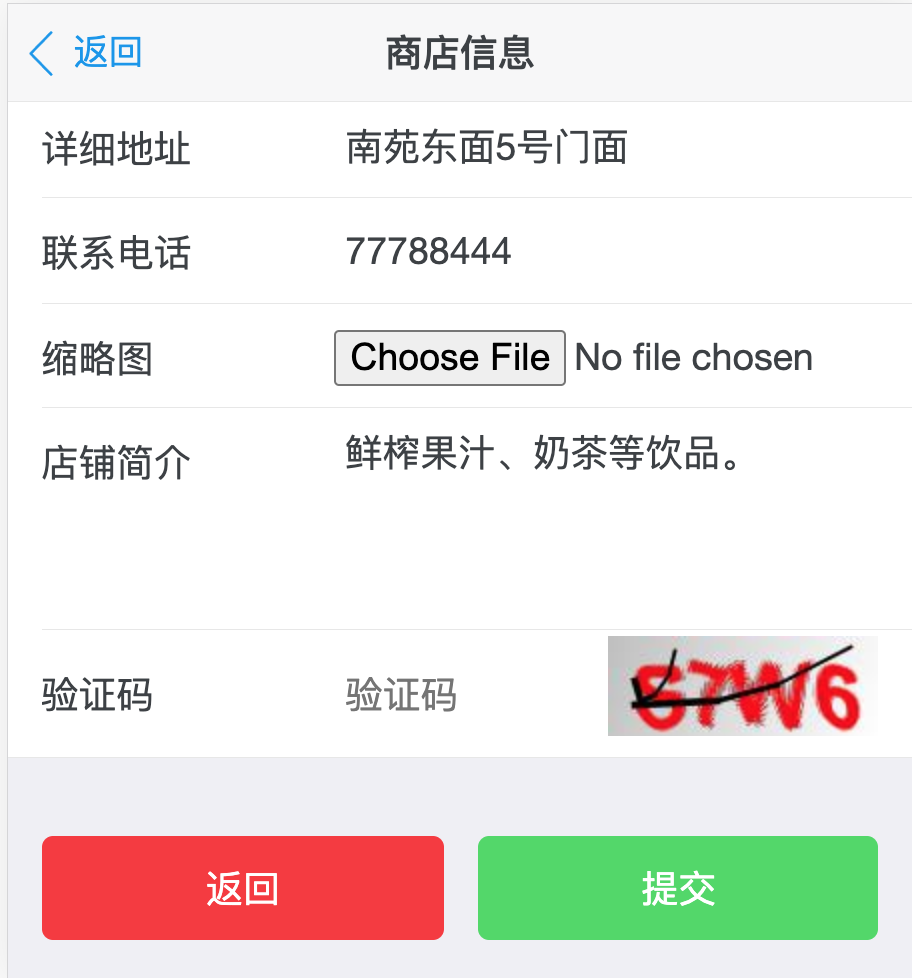 返回 商店信息
详细地址 南苑东面5号门面
联系电话 77788444
缩略图 Choose File No file chosen
店铺简介 鲜榨果汁、奶茶等饮品。
验证码 验证码
返回 提交